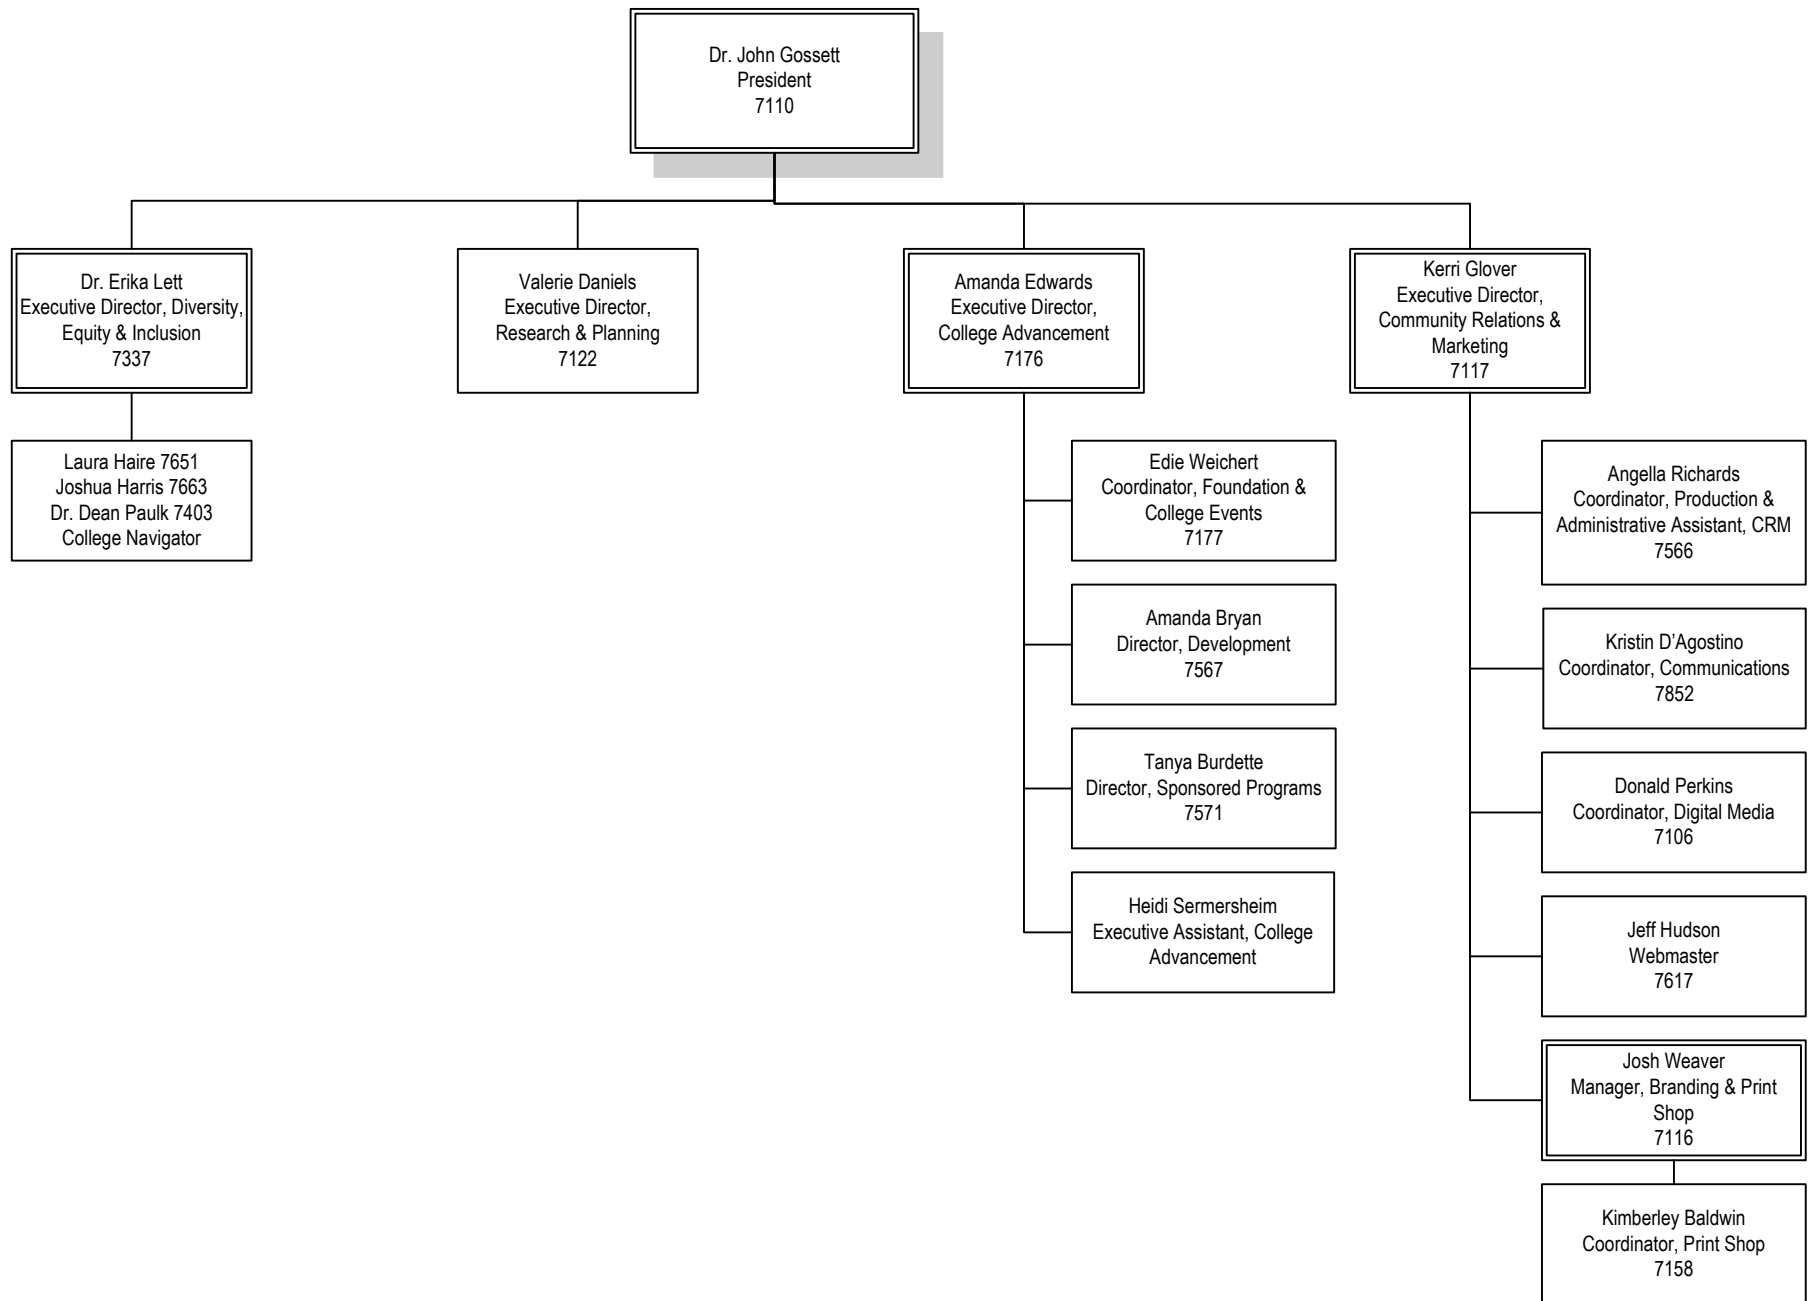 Dr. John Gossett
President
7110
Dr. Erika Lett
Executive Director, Diversity,
Equity & Inclusion
7337
Valerie Daniels
Executive Director,
Research & Planning
7122
Amanda Edwards
Executive Director,
College Advancement
7176
Kerri Glover
Executive Director,
Community Relations &
Marketing
7117
Laura Haire 7651
Joshua Harris 7663
Dr. Dean Paulk 7403
College Navigator
Edie Weichert
Coordinator, Foundation &
College Events
7177
Amanda Bryan
Director, Development
7567
Tanya Burdette
Director, Sponsored Programs
7571
Heidi Sermersheim
Executive Assistant, College
Advancement
Angella Richards
Coordinator, Production &
Administrative Assistant, CRM
7566
Kristin D’Agostino
Coordinator, Communications
7852
Donald Perkins
Coordinator, Digital Media
7106
Jeff Hudson
Webmaster
7617
Josh Weaver
Manager, Branding & Print
Shop
7116
Kimberley Baldwin
Coordinator, Print Shop
7158